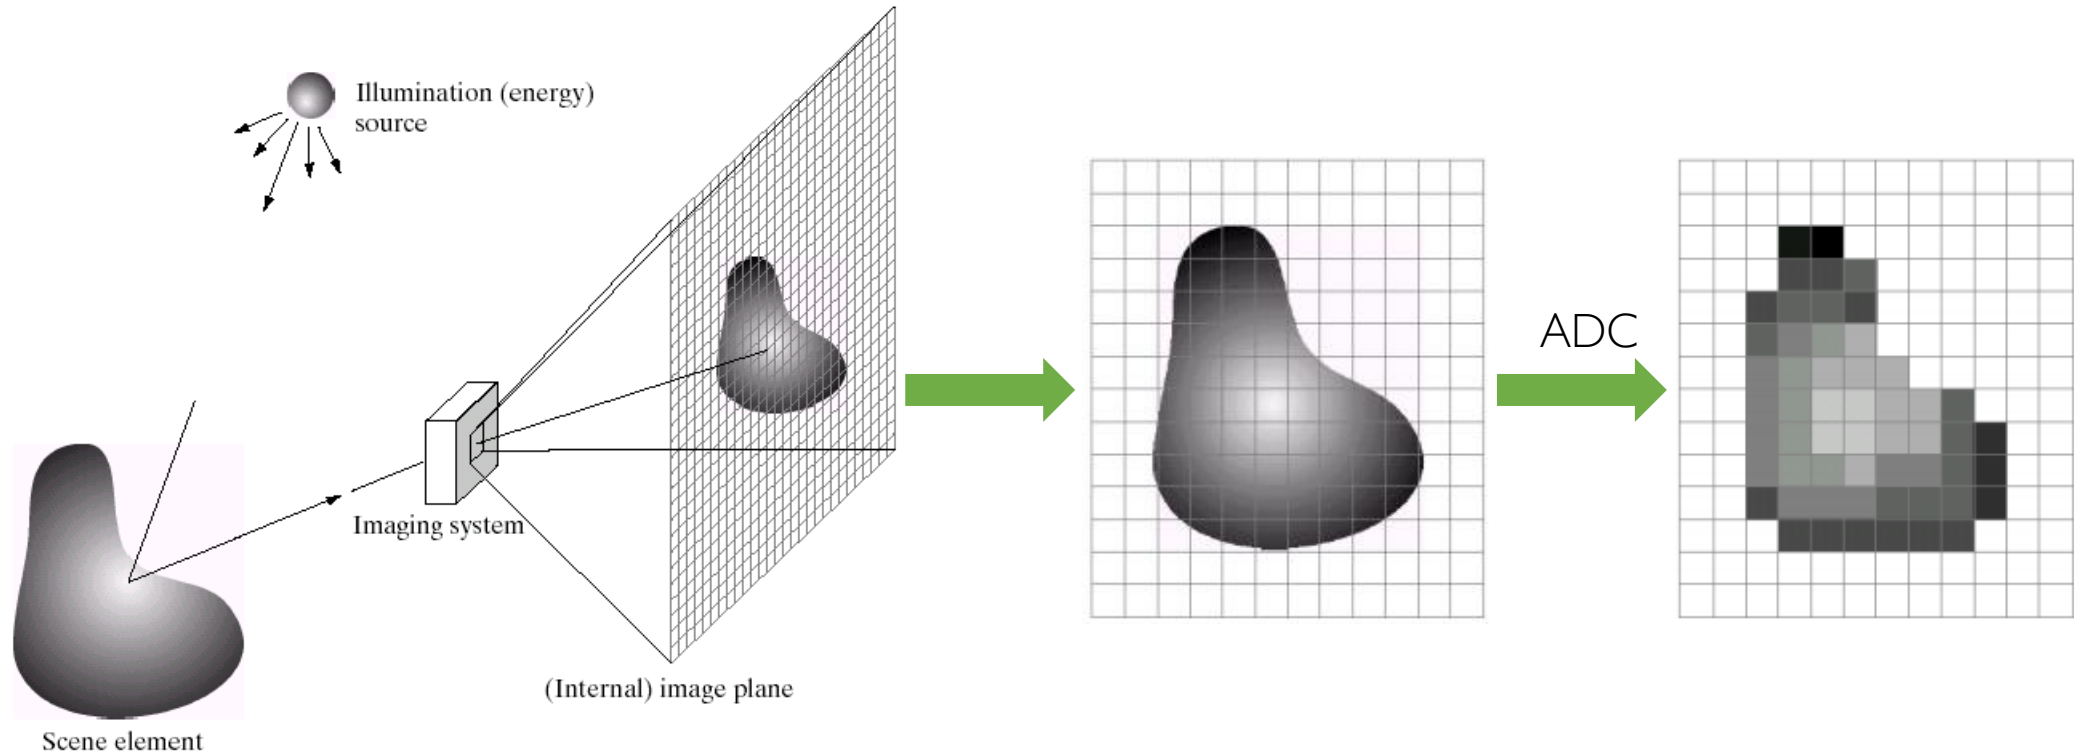 Illumination (energy)
source
Imaging system
(Internal) image plane
Scene element
ADC